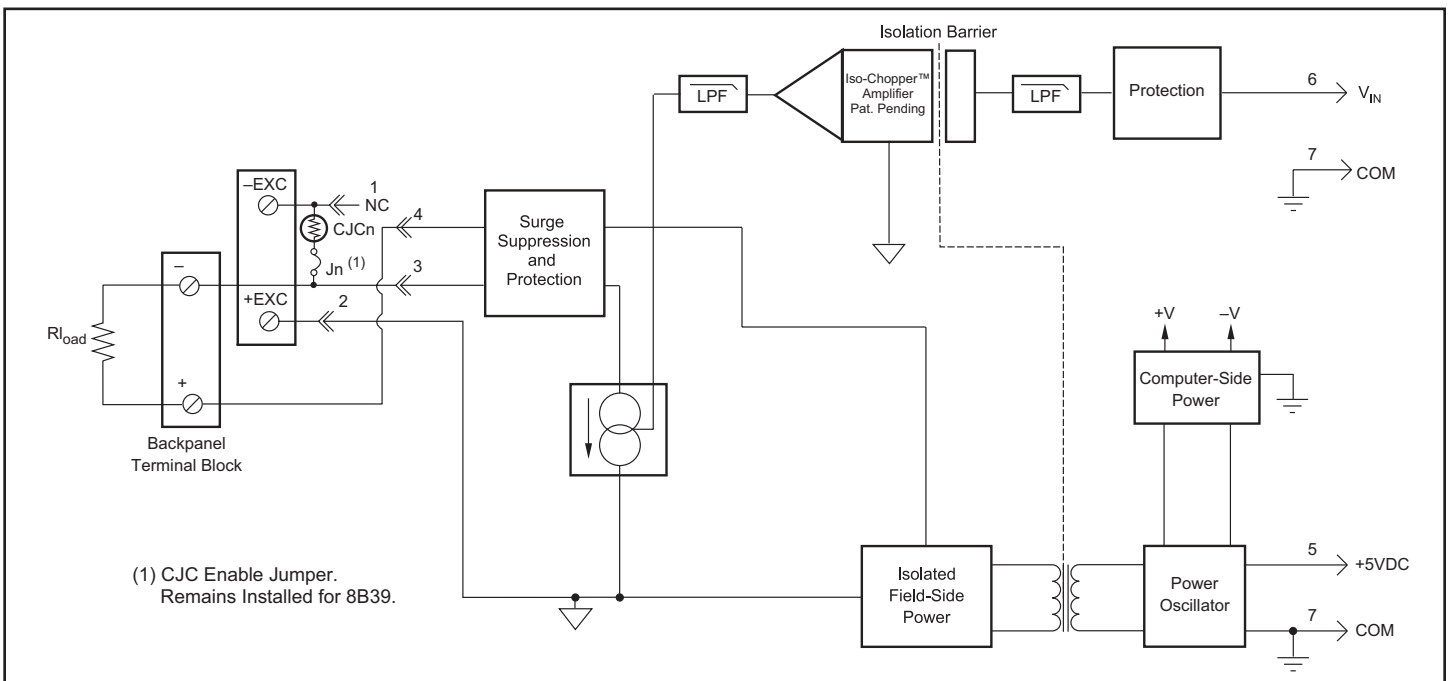 Isolation Barrier
Iso-Chopper™
Amplifier
Pat. Pending
LPF
LPF
Protection
6
V_IN
7
COM
–EXC
1
NC
CJCn
Jn (1)
4
3
2
+EXC
Surge
Suppression
and
Protection
–
+
Rl_oad
Backpanel
Terminal Block
+V
–V
Computer-Side
Power
(1) CJC Enable Jumper.
Remains Installed for 8B39.
Isolated
Field-Side
Power
Power
Oscillator
5
+5VDC
7
COM